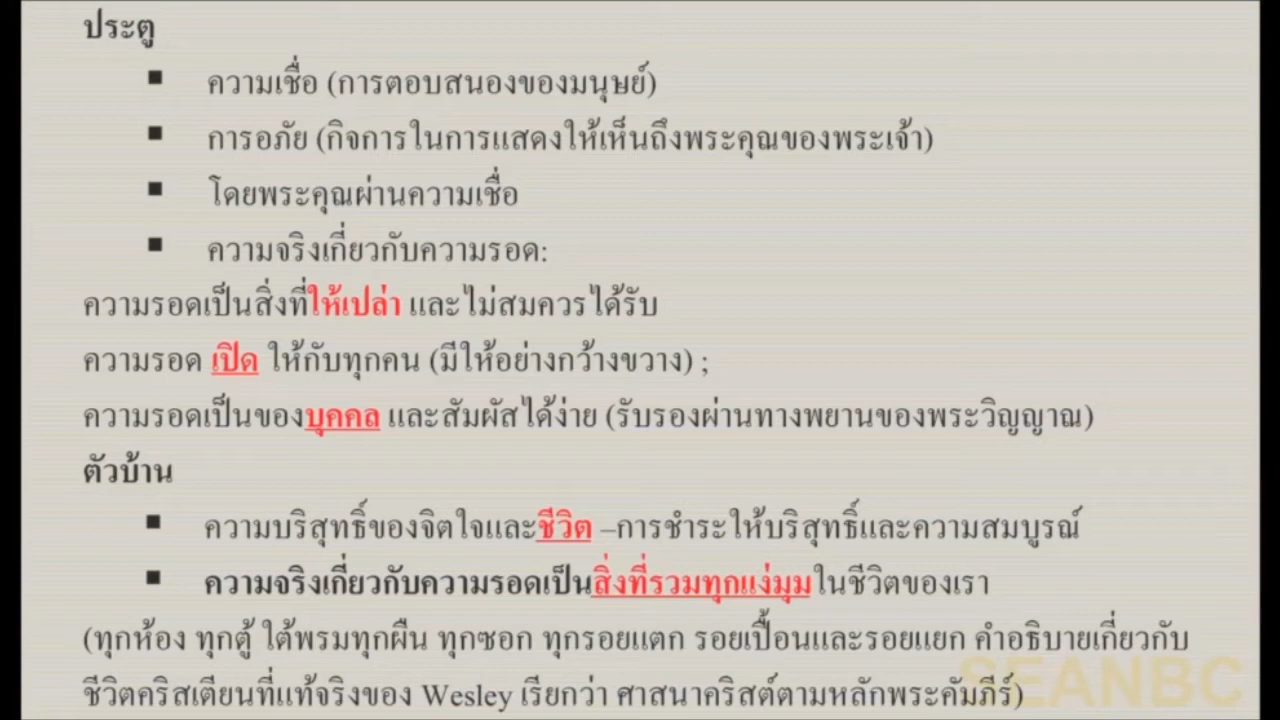 ประตู
ความเชื่อ (การตอบสนองของมนุษย์)
การอภัย (กิจการในการแสดงให้เห็นถึงพระคุณของพระเจ้า)
โดยพระคุณผ่านความเชื่อ
ความจริงเกี่ยวกับความรอด:
ความรอดเป็นสิ่งที่ให้เปล่า และไม่สมควรได้รับ
ความรอด เปิด ให้กับทุกคน (มีให้อย่างกว้างขวาง) ;
ความรอดเป็นของบุคคล และสัมผัสได้ง่าย (รับรองผ่านทางพยานของพระวิญญาณ)
ตัวบ้าน
ความบริสุทธิ์ของจิตใจและชีวิต –การชำระให้บริสุทธิ์และความสมบูรณ์
ความจริงเกี่ยวกับความรอดเป็นสิ่งที่รวมทุกแง่มุมในชีวิตของเรา
(ทุกห้อง ทุกตู้ ใต้พรมทุกผืน ทุกซอก ทุกรอยแตก รอยเปื้อนและรอยแยก คำอธิบายเกี่ยวกับ
ชีวิตคริสเตียนที่แท้จริงของ Wesley เรียกว่า ศาสนาคริสต์ตามหลักพระคัมภีร์)
SEANBC